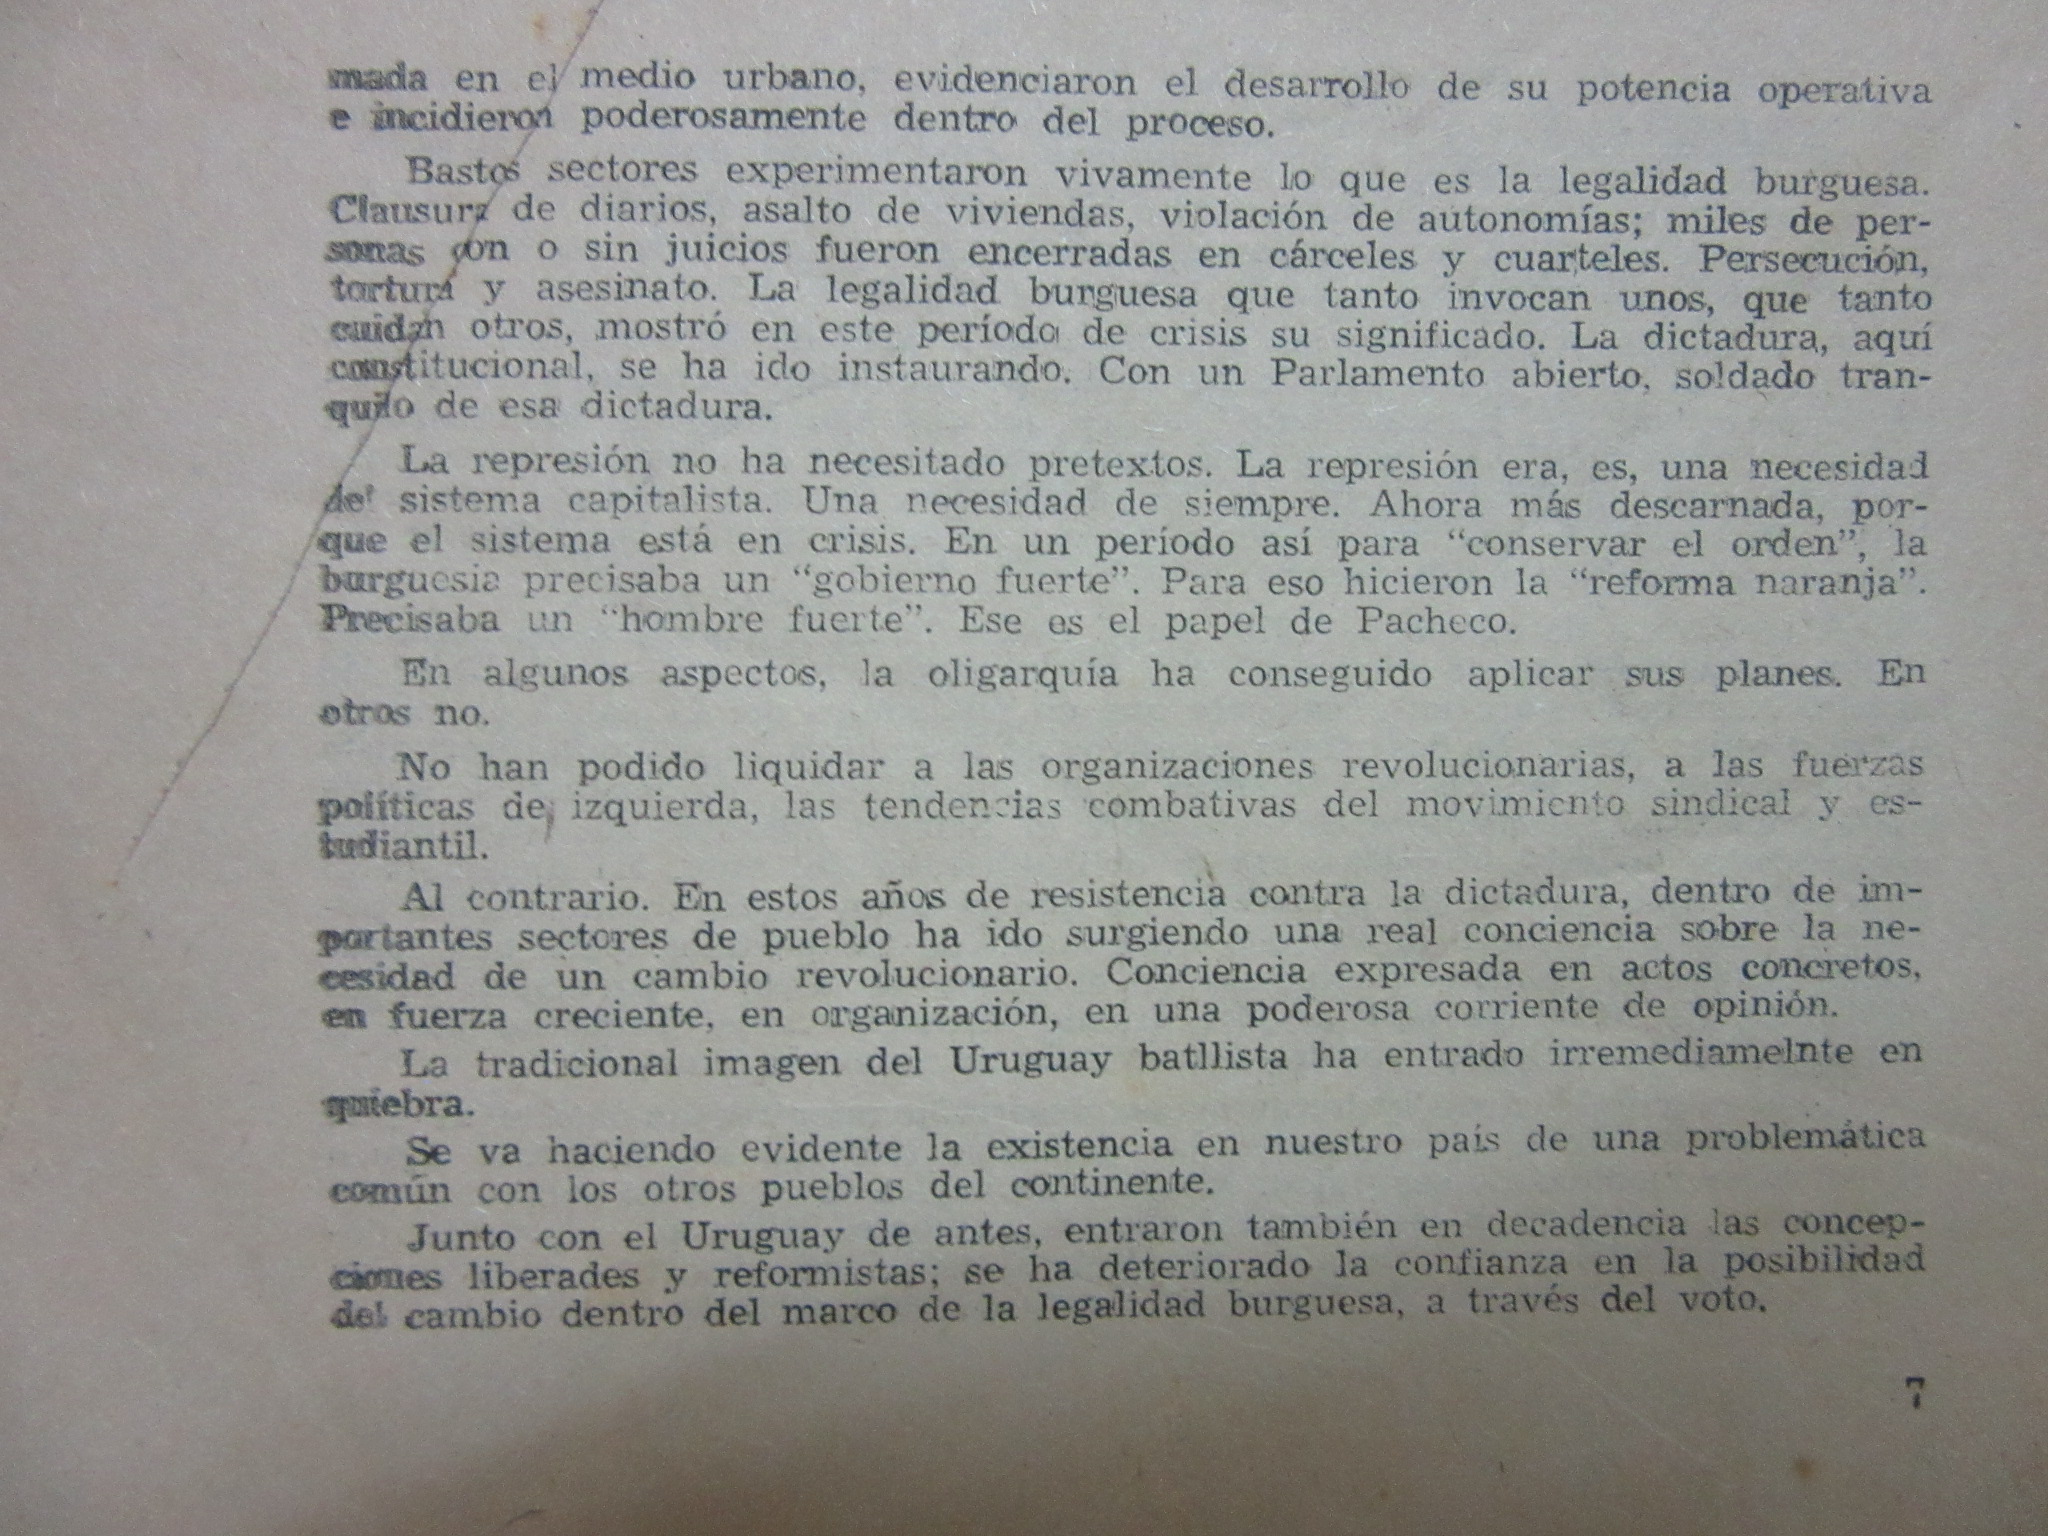 mada en el medio urbano, evidenciaron el desarrollo de su potencia operativa
e incidieron poderosamente dentro del proceso.
Bastos sectores experimentaron vivamente lo que es la legalidad burguesa.
Clausura de diarios, asalto de viviendas, violación de autonomías; miles de per-
sonas con o sin juicios fueron encerradas en cárceles y cuarteles. Persecución,
tortura y asesinato. La legalidad burguesa que tanto invocan unos, que tanto
cuidan otros, mostró en este período de crisis su significado. La dictadura, aquí
constitucional, se ha ido instaurando. Con un Parlamento abierto, soldado tran-
quilo de esa dictadura.
La represión no ha necesitado pretextos. La represión era, es, una necesidad
del sistema capitalista. Una necesidad de siempre. Ahora más descarnada, por-
que el sistema está en crisis. En un período así para “conservar el orden”, la
burguesia precisaba un “gobierno fuerte”. Para eso hicieron la “reforma naranja”.
Precisaba un “hombre fuerte”. Ese es el papel de Pacheco.
En algunos aspectos, la oligarquía ha conseguido aplicar sus planes. En
otros no.
No han podido liquidar a las organizaciones revolucionarias, a las fuerzas
políticas de izquierda, las tendencias combativas del movimiento sindical y es-
tudiantil.
Al contrario. En estos años de resistencia contra la dictadura, dentro de im-
portantes sectores de pueblo ha ido surgiendo una real conciencia sobre la ne-
cesidad de un cambio revolucionario. Conciencia expresada en actos concretos,
en fuerza creciente, en organización, en una poderosa corriente de opinión.
La tradicional imagen del Uruguay batllista ha entrado irremediamelnte en
quiebra.
Se va haciendo evidente la existencia en nuestro país de una problemática
común con los otros pueblos del continente.
Junto con el Uruguay de antes, entraron también en decadencia las concep-
ciones liberades y reformistas; se ha deteriorado la confianza en la posibilidad
del cambio dentro del marco de la legalidad burguesa, a través del voto.
7